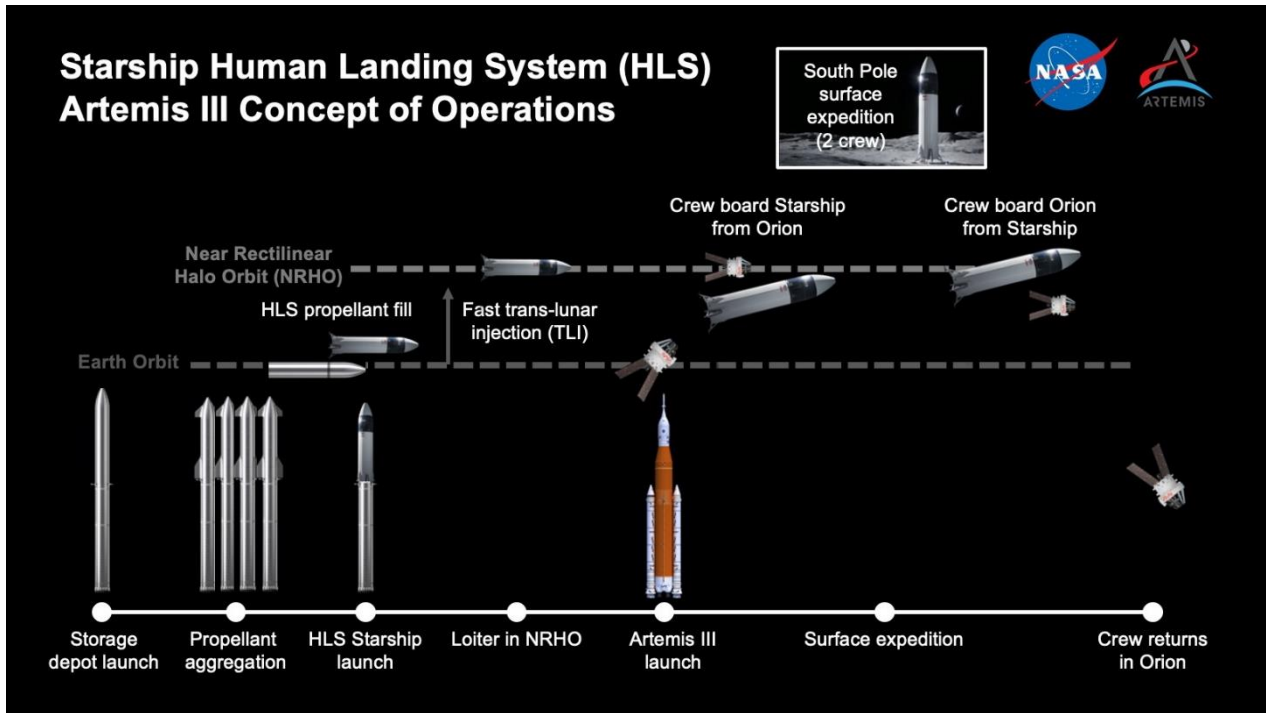 Starship Human Landing System (HLS)
Artemis III Concept of Operations
South Pole
surface
expedition
(2 crew)
NASA
ARTEMIS
Crew board Starship
from Orion
Crew board Orion
from Starship
Near Rectilinear
Halo Orbit (NRHO)
HLS propellant fill
Fast trans-lunar
injection (TLI)
Earth Orbit
Storage
depot launch
Propellant
aggregation
HLS Starship
launch
Loiter in NRHO
Artemis III
launch
Surface expedition
Crew returns
in Orion